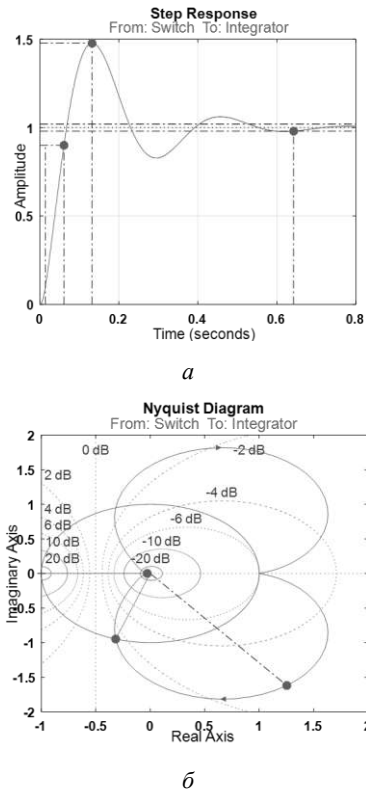 Step Response
From: Switch To: Integrator
1.5
1
0.5
0
Amplitude
0 0.2 0.4 0.6 0.8
Time (seconds)
а
Nyquist Diagram
From: Switch To: Integrator
2
1.5
1
0.5
0
-0.5
-1
-1.5
-2
Imaginary Axis
0 dB
-2 dB
2 dB
-4 dB
4 dB
6 dB
-6 dB
10 dB
-10 dB
20 dB
-20 dB
-1 -0.5 0 0.5 1 1.5 2
Real Axis
б